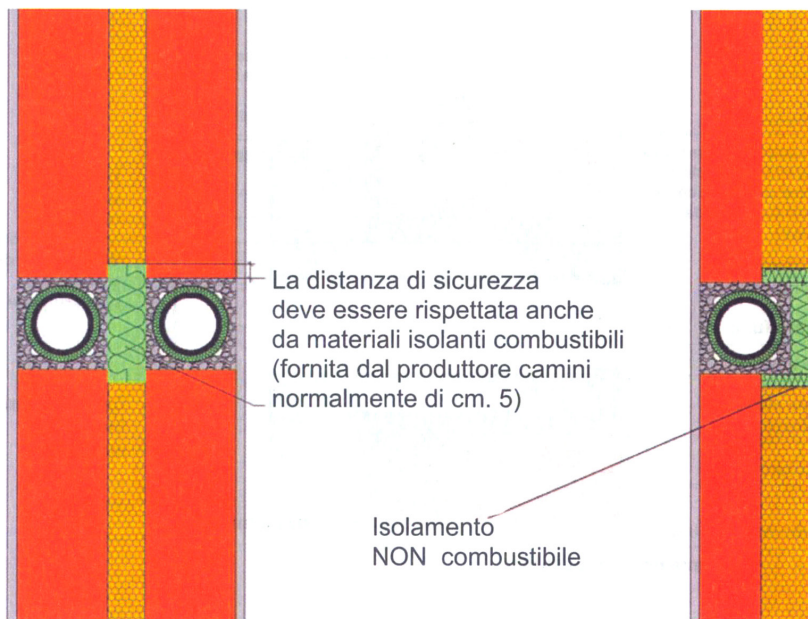 La distanza di sicurezza
deve essere rispettata anche
da materiali isolanti combustibili
(fornita dal produttore camini
normalmente di cm. 5)
Isolamento
NON combustibile